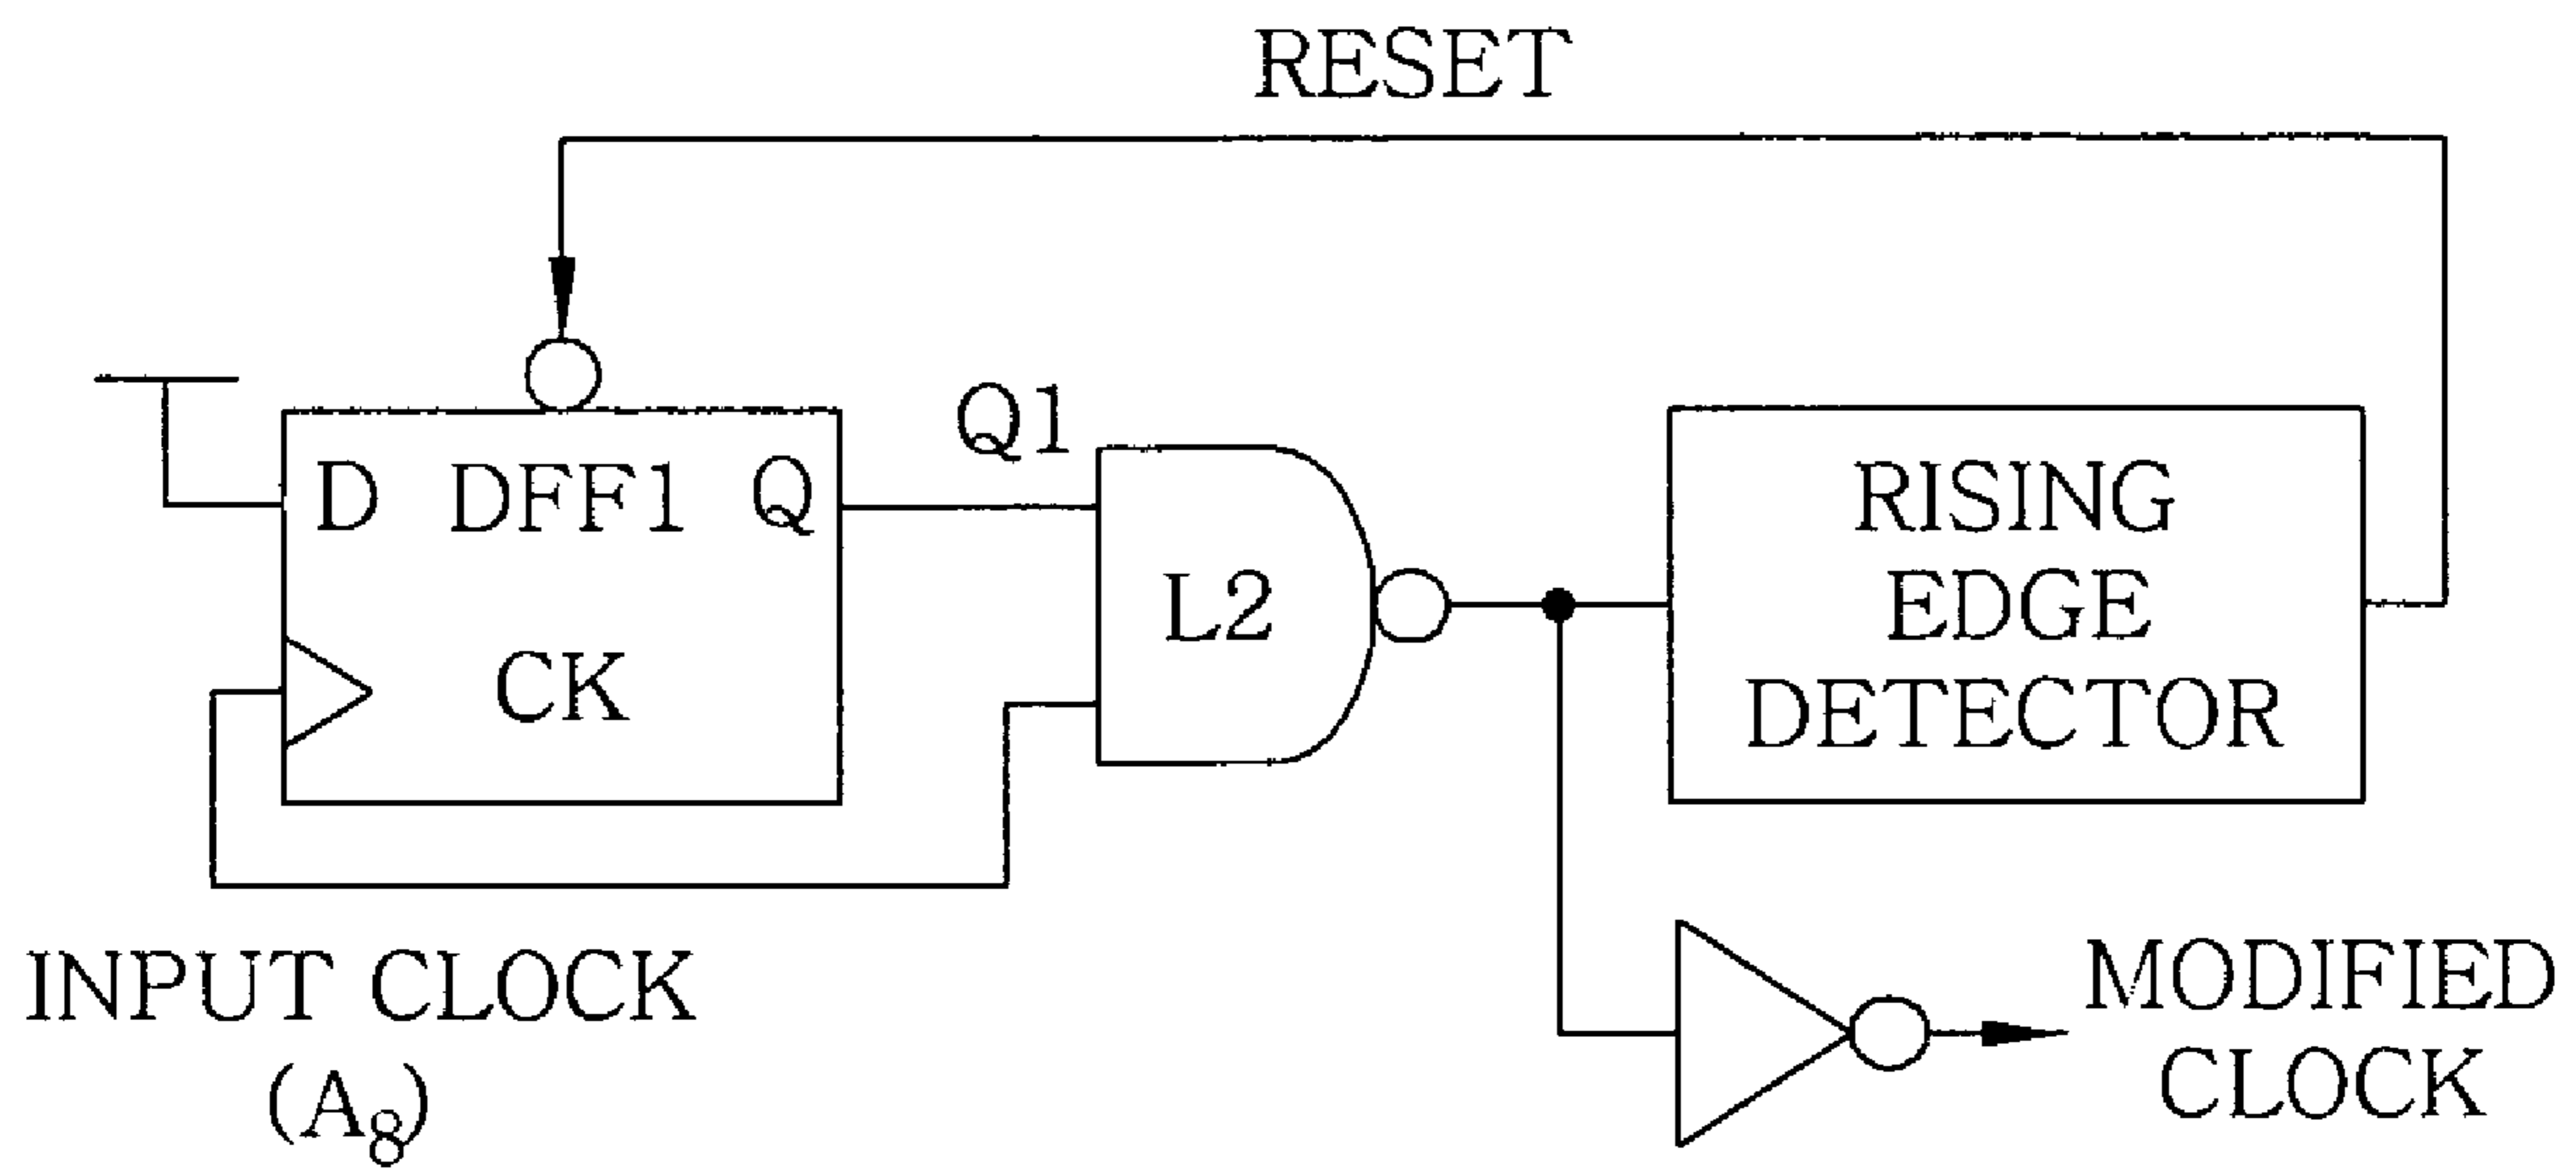 RESET
Q1
D DFF1 Q
CK
L2
RISING
EDGE
DETECTOR
INPUT CLOCK
(A₈)
MODIFIED
CLOCK